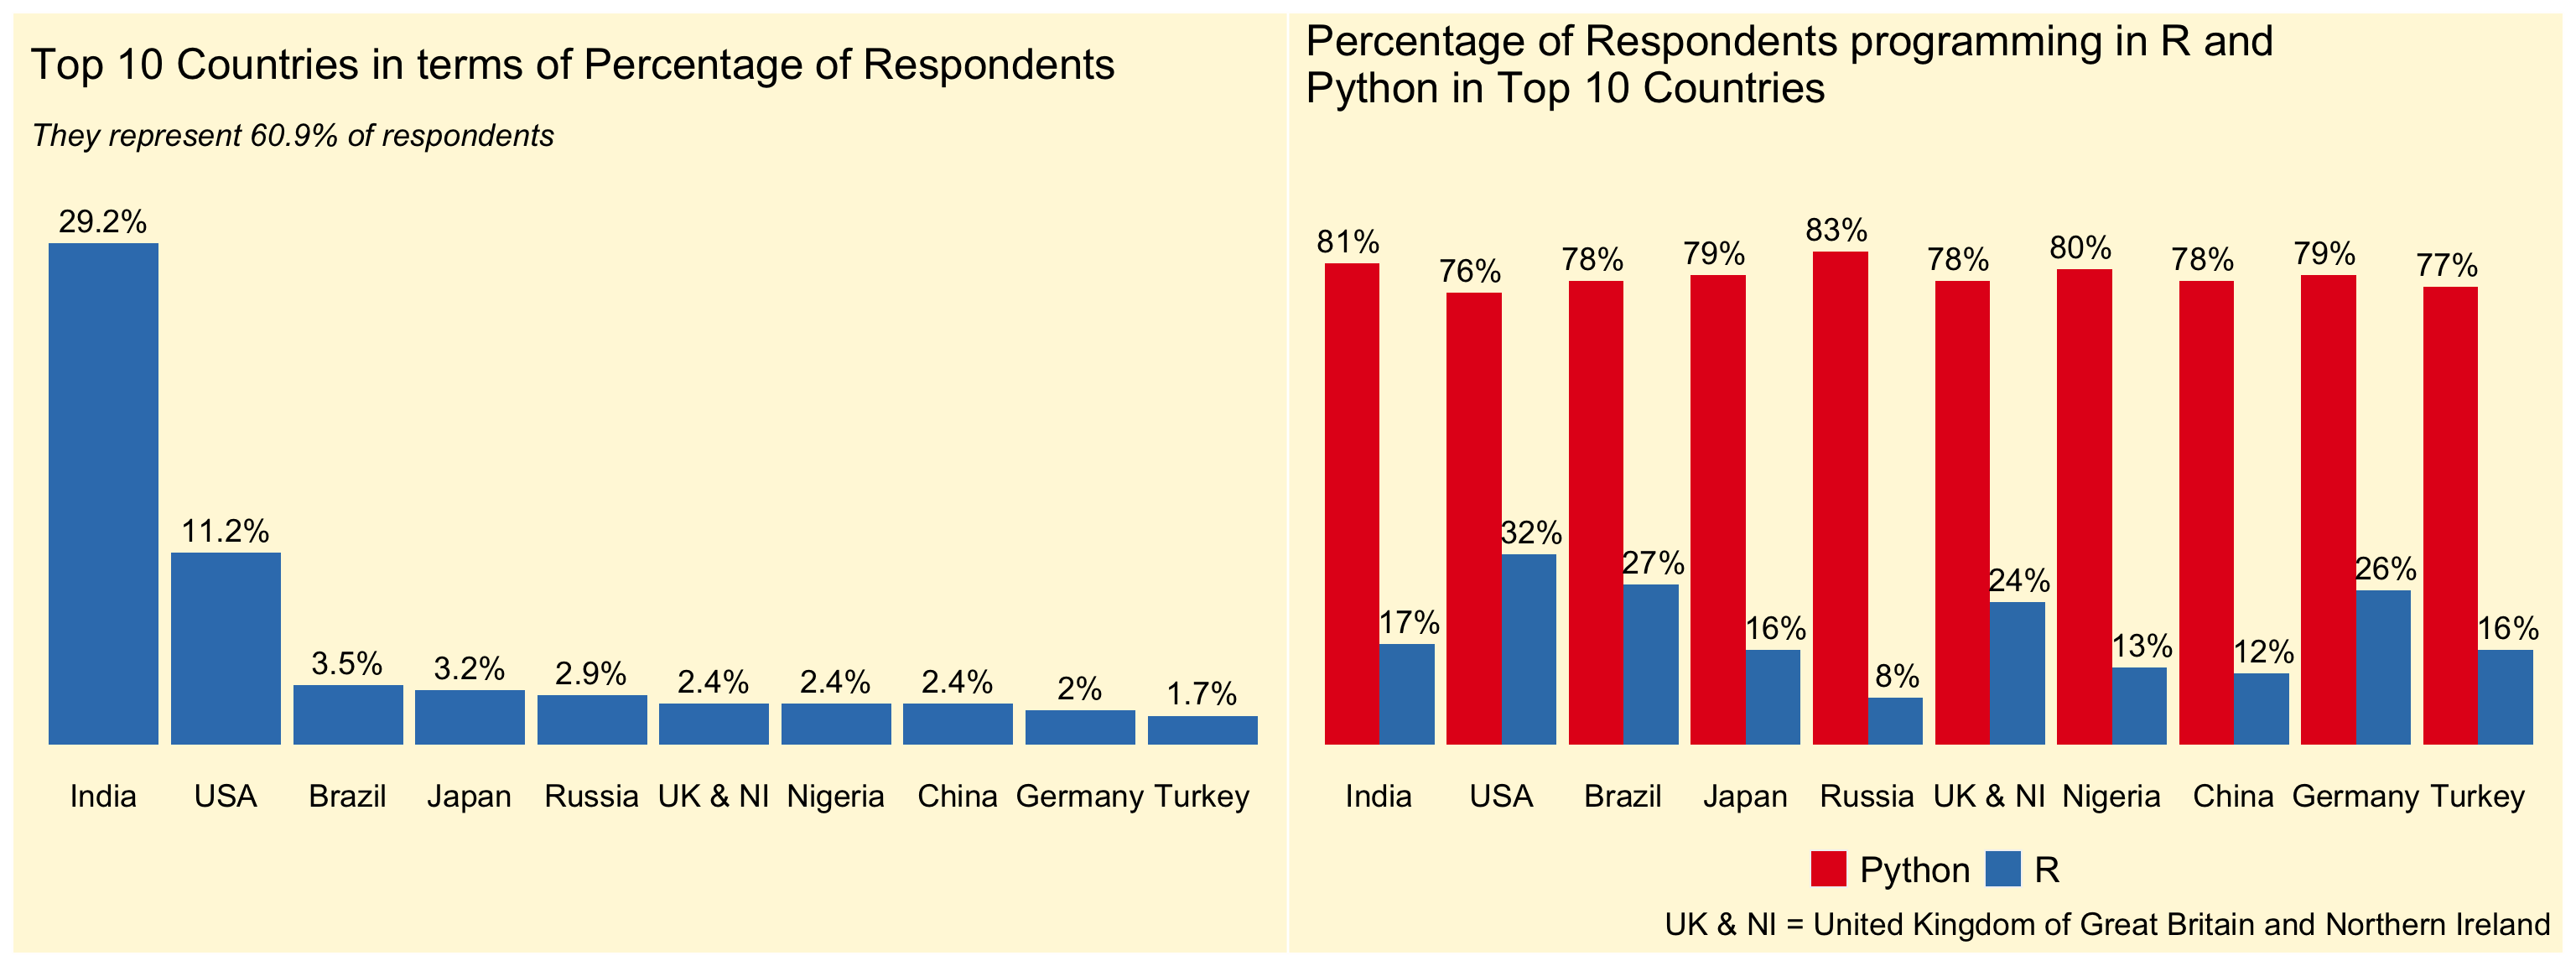 Top 10 Countries in terms of Percentage of Respondents
They represent 60.9% of respondents
29.2%
11.2%
3.5%
3.2%
2.9%
2.4%
2.4%
2.4%
2%
1.7%
India
USA
Brazil
Japan
Russia
UK & NI
Nigeria
China
Germany
Turkey
Percentage of Respondents programming in R and
Python in Top 10 Countries
81%
17%
76%
32%
78%
27%
79%
16%
83%
8%
78%
24%
80%
13%
78%
12%
79%
26%
77%
16%
India
USA
Brazil
Japan
Russia
UK & NI
Nigeria
China
Germany
Turkey
Python
R
UK & NI = United Kingdom of Great Britain and Northern Ireland